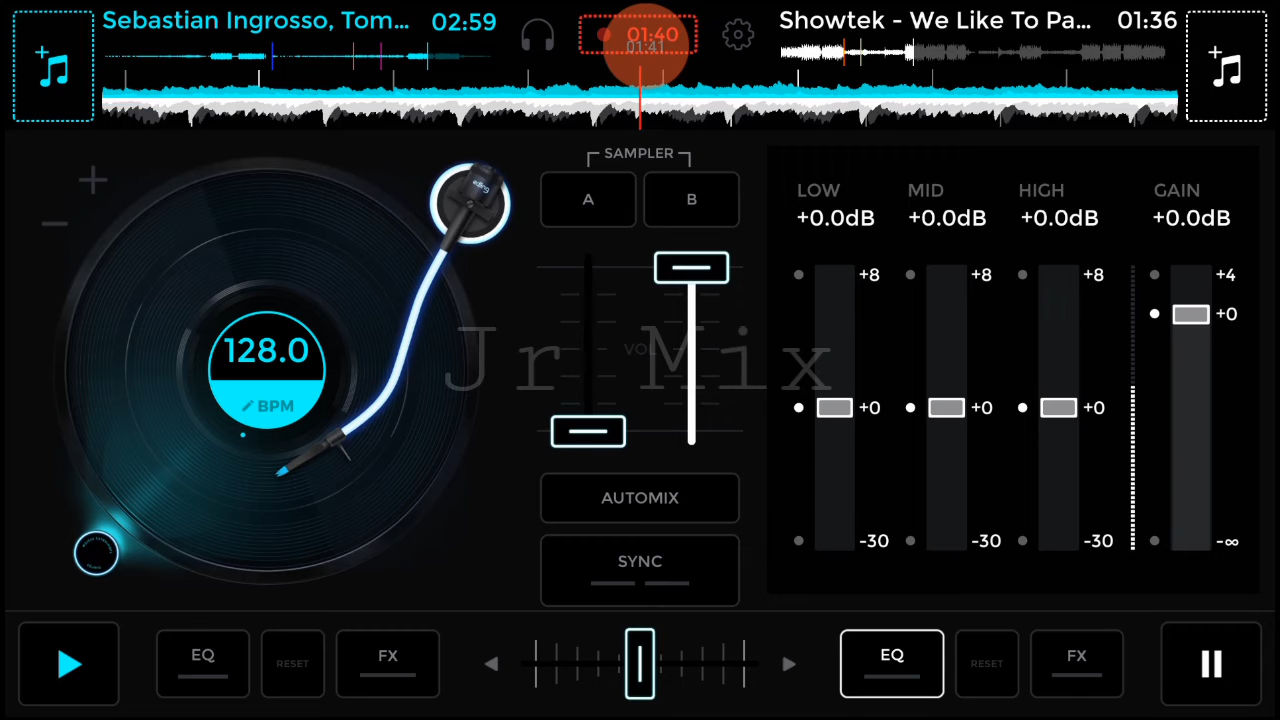 Sebastian Ingrosso, Tom... 02:59
01:40
01:41
Showtek - We Like To Pa... 01:36
SAMPLER
A
B
edjing
128.0
BPM
VOL
Jr Mix
AUTOMIX
SYNC
LOW
+0.0dB
MID
+0.0dB
HIGH
+0.0dB
GAIN
+0.0dB
+8
+8
+8
+4
+0
+0
+0
+0
-30
-30
-30
-∞
EQ
RESET
FX
EQ
RESET
FX